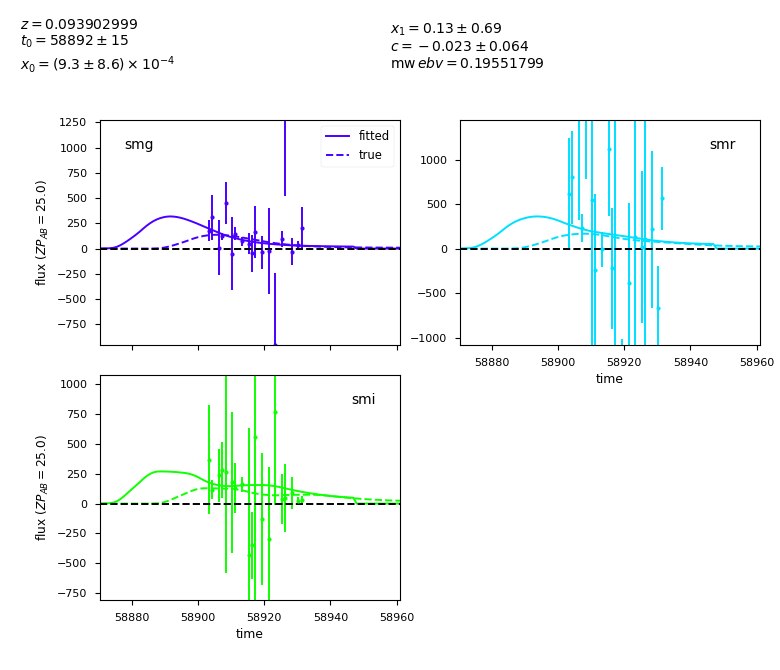 z = 0.093902999
t₀ = 58892 ± 15
x₀ = (9.3 ± 8.6) × 10⁻⁴
x₁ = 0.13 ± 0.69
c = −0.023 ± 0.064
mw ebv = 0.19551799
smg
fitted
true
1250
1000
750
500
250
0
−250
−500
−750
flux (ZP_AB = 25.0)
smr
1000
500
0
−500
−1000
58880 58900 58920 58940 58960
time
smi
1000
750
500
250
0
−250
−500
−750
flux (ZP_AB = 25.0)
58880 58900 58920 58940 58960
time